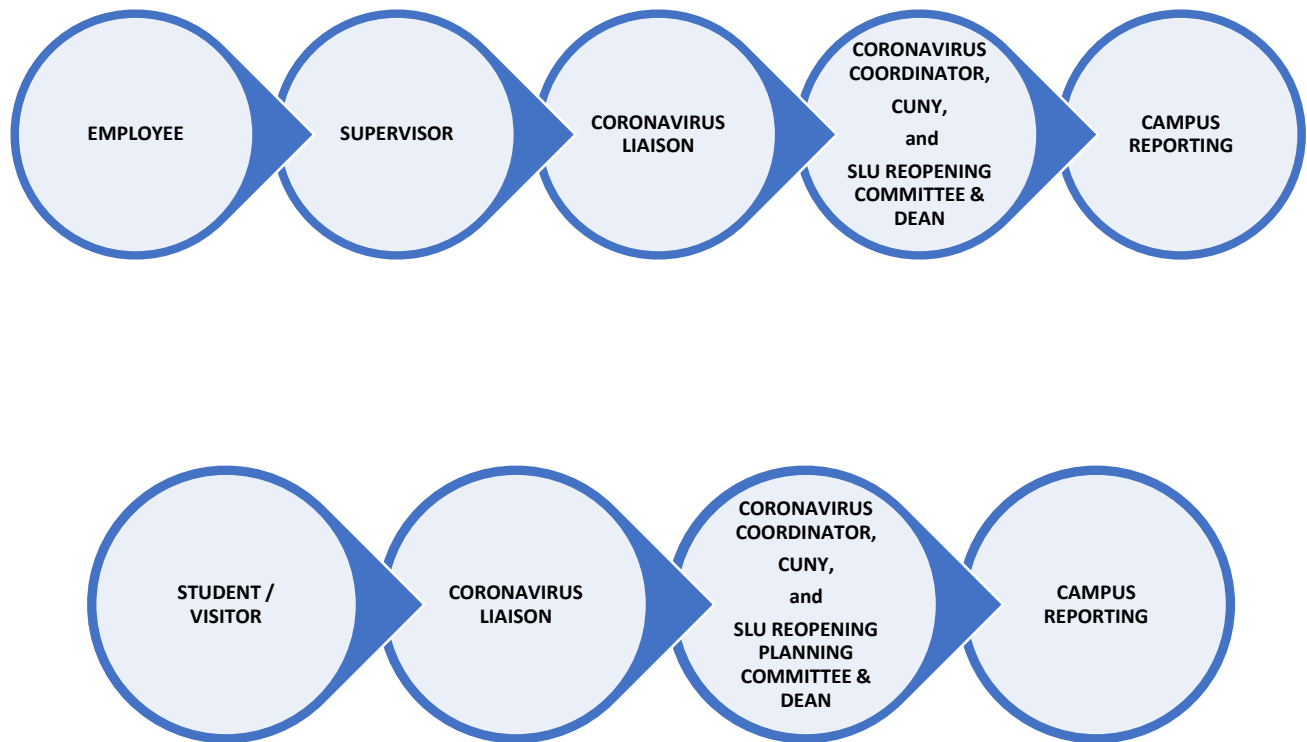 EMPLOYEE
SUPERVISOR
CORONAVIRUS
LIAISON
CORONAVIRUS
COORDINATOR,
CUNY,
and
SLU REOPENING
COMMITTEE &
DEAN
CAMPUS
REPORTING
STUDENT /
VISITOR
CORONAVIRUS
LIAISON
CORONAVIRUS
COORDINATOR,
CUNY,
and
SLU REOPENING
PLANNING
COMMITTEE &
DEAN
CAMPUS
REPORTING